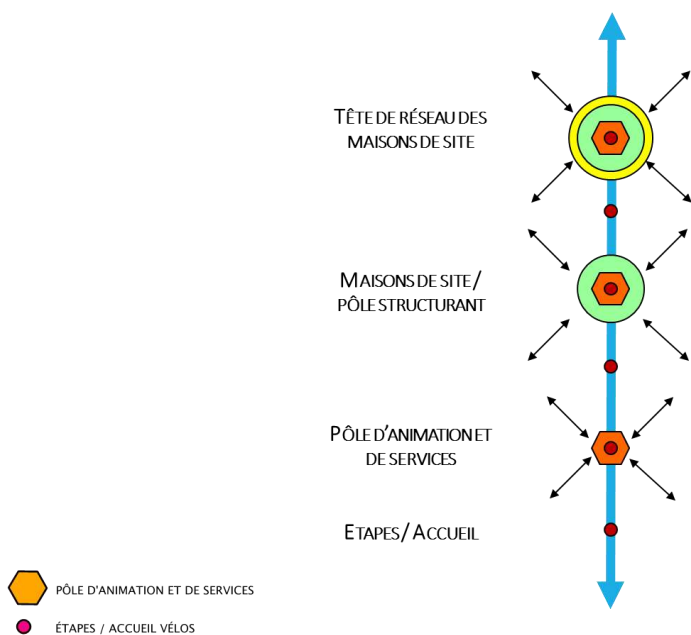 TÊTE DE RÉSEAU DES
MAISONS DE SITE
MAISONS DE SITE/
PÔLE STRUCTURANT
PÔLE D'ANIMATION ET
DE SERVICES
ETAPES/ACCUEIL
PÔLE D'ANIMATION ET DE SERVICES
ÉTAPES / ACCUEIL VÉLOS